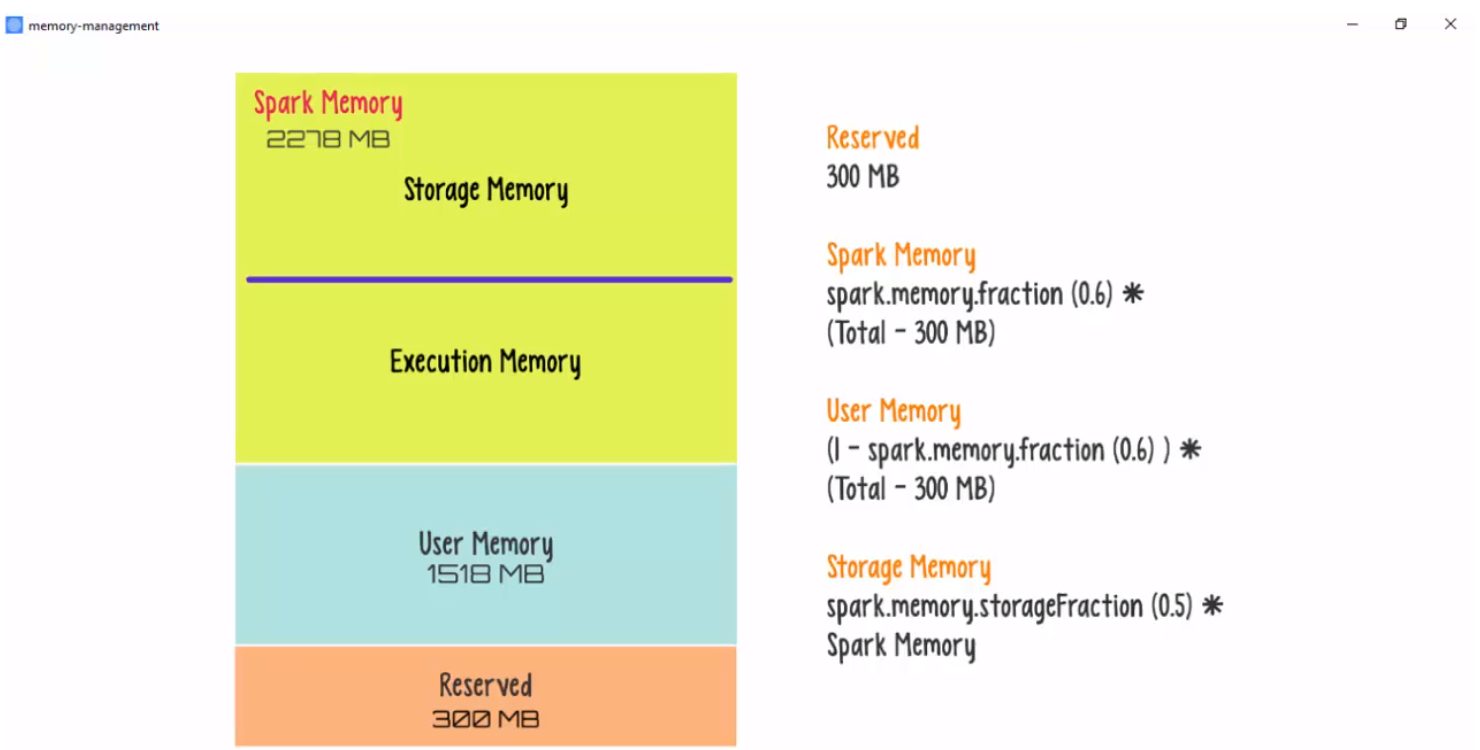 memory-management
Spark Memory
2278 MB
Storage Memory
Execution Memory
User Memory
1518 MB
Reserved
300 MB
Reserved
300 MB
Spark Memory
spark.memory.fraction (0.6) *
(Total - 300 MB)
User Memory
(1 - spark.memory.fraction (0.6) ) *
(Total - 300 MB)
Storage Memory
spark.memory.storageFraction (0.5) *
Spark Memory